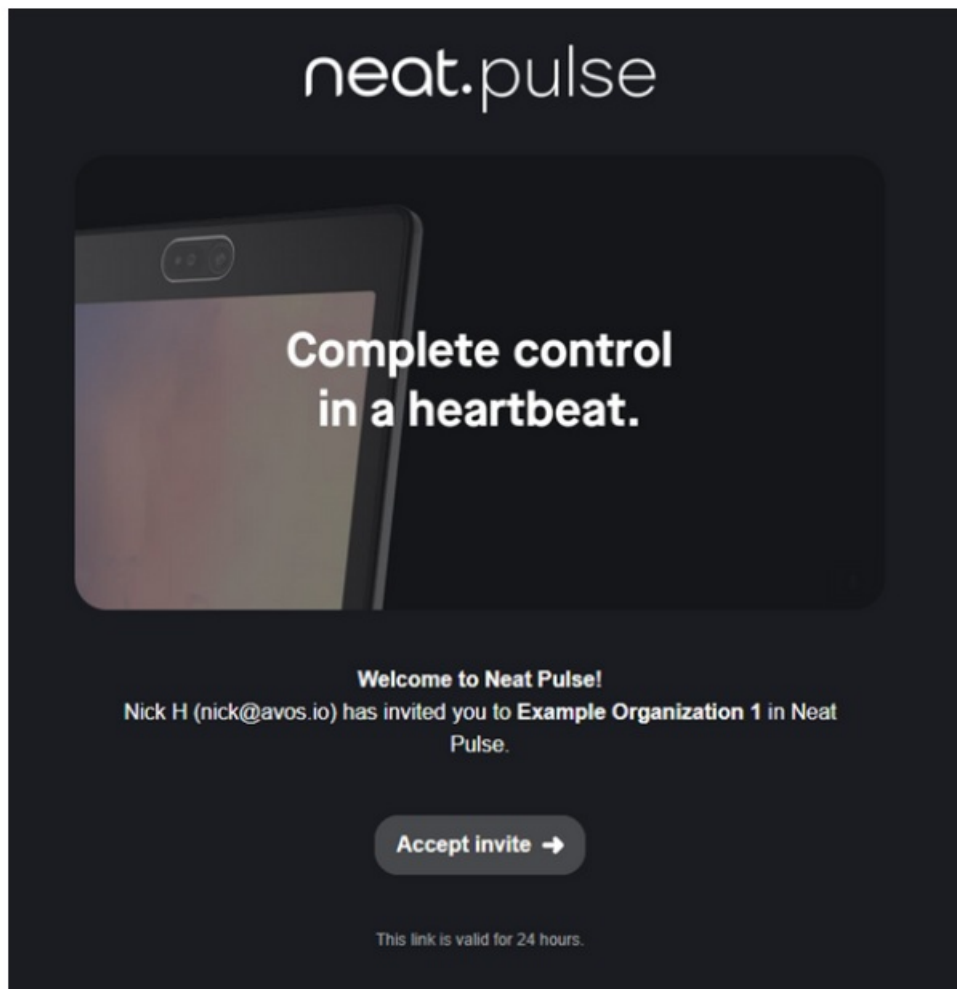 neat.pulse
Complete control
in a heartbeat.
Welcome to Neat Pulse!
Nick H (nick@avos.io) has invited you to Example Organization 1 in Neat
Pulse.
Accept invite ➔
This link is valid for 24 hours.